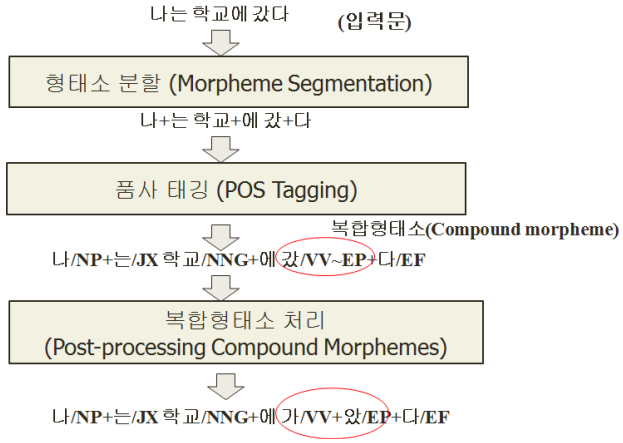 나는 학교에 갔다 (입력문)
형태소 분할 (Morpheme Segmentation)
나+는 학교+에 갔+다
품사 태깅 (POS Tagging)
복합형태소(Compound morpheme)
나/NP+는/JX 학교/NNG+에 갔/VV~EP+다/EF
복합형태소 처리
(Post-processing Compound Morphemes)
나/NP+는/JX 학교/NNG+에 가/VV+았/EP+다/EF